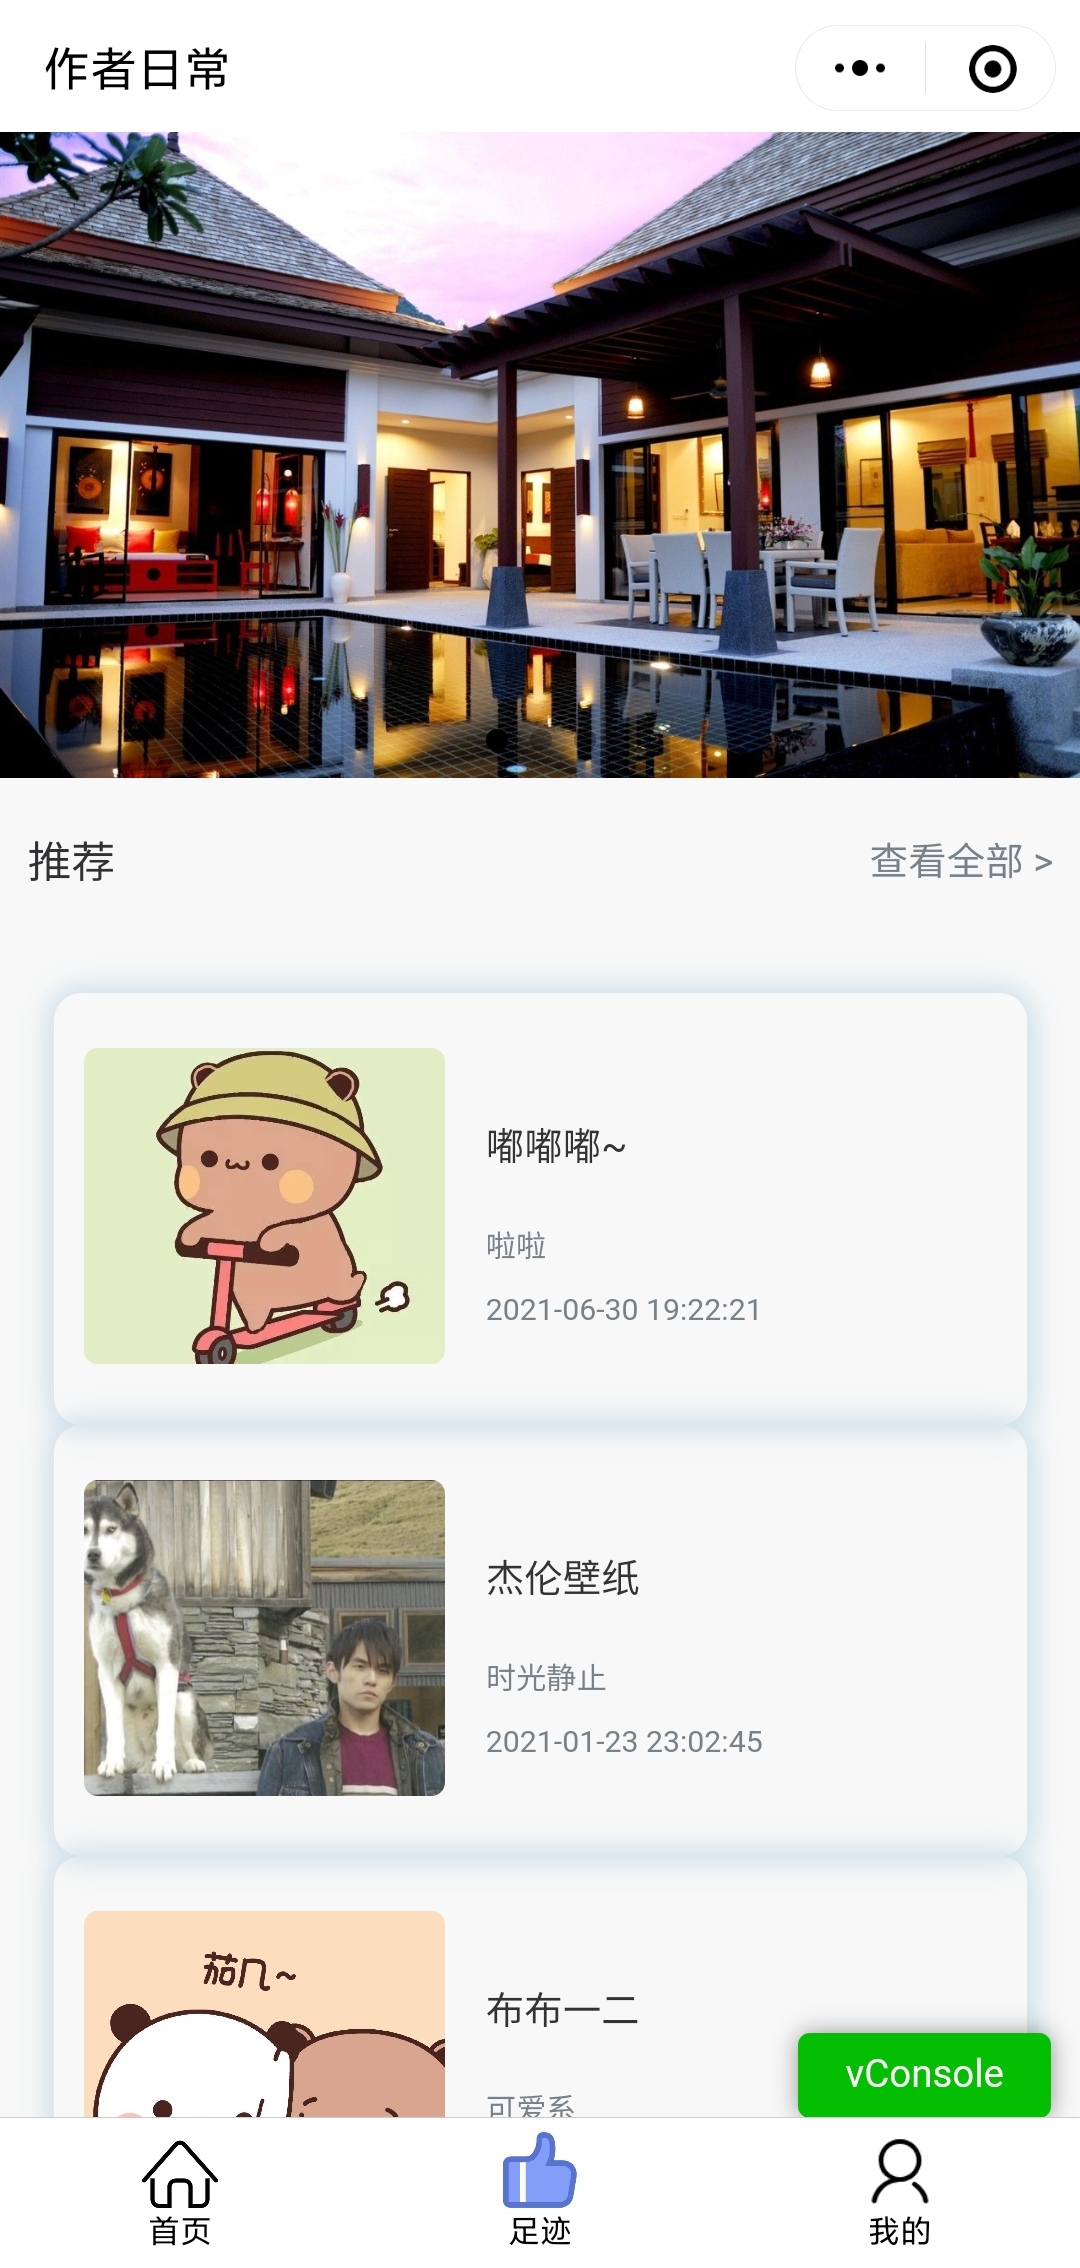 作者日常
推荐
查看全部 >
嘟嘟嘟~
啦啦
2021-06-30 19:22:21
杰伦壁纸
时光静止
2021-01-23 23:02:45
茄几~
布布一二
可爱系
vConsole
首页
足迹
我的